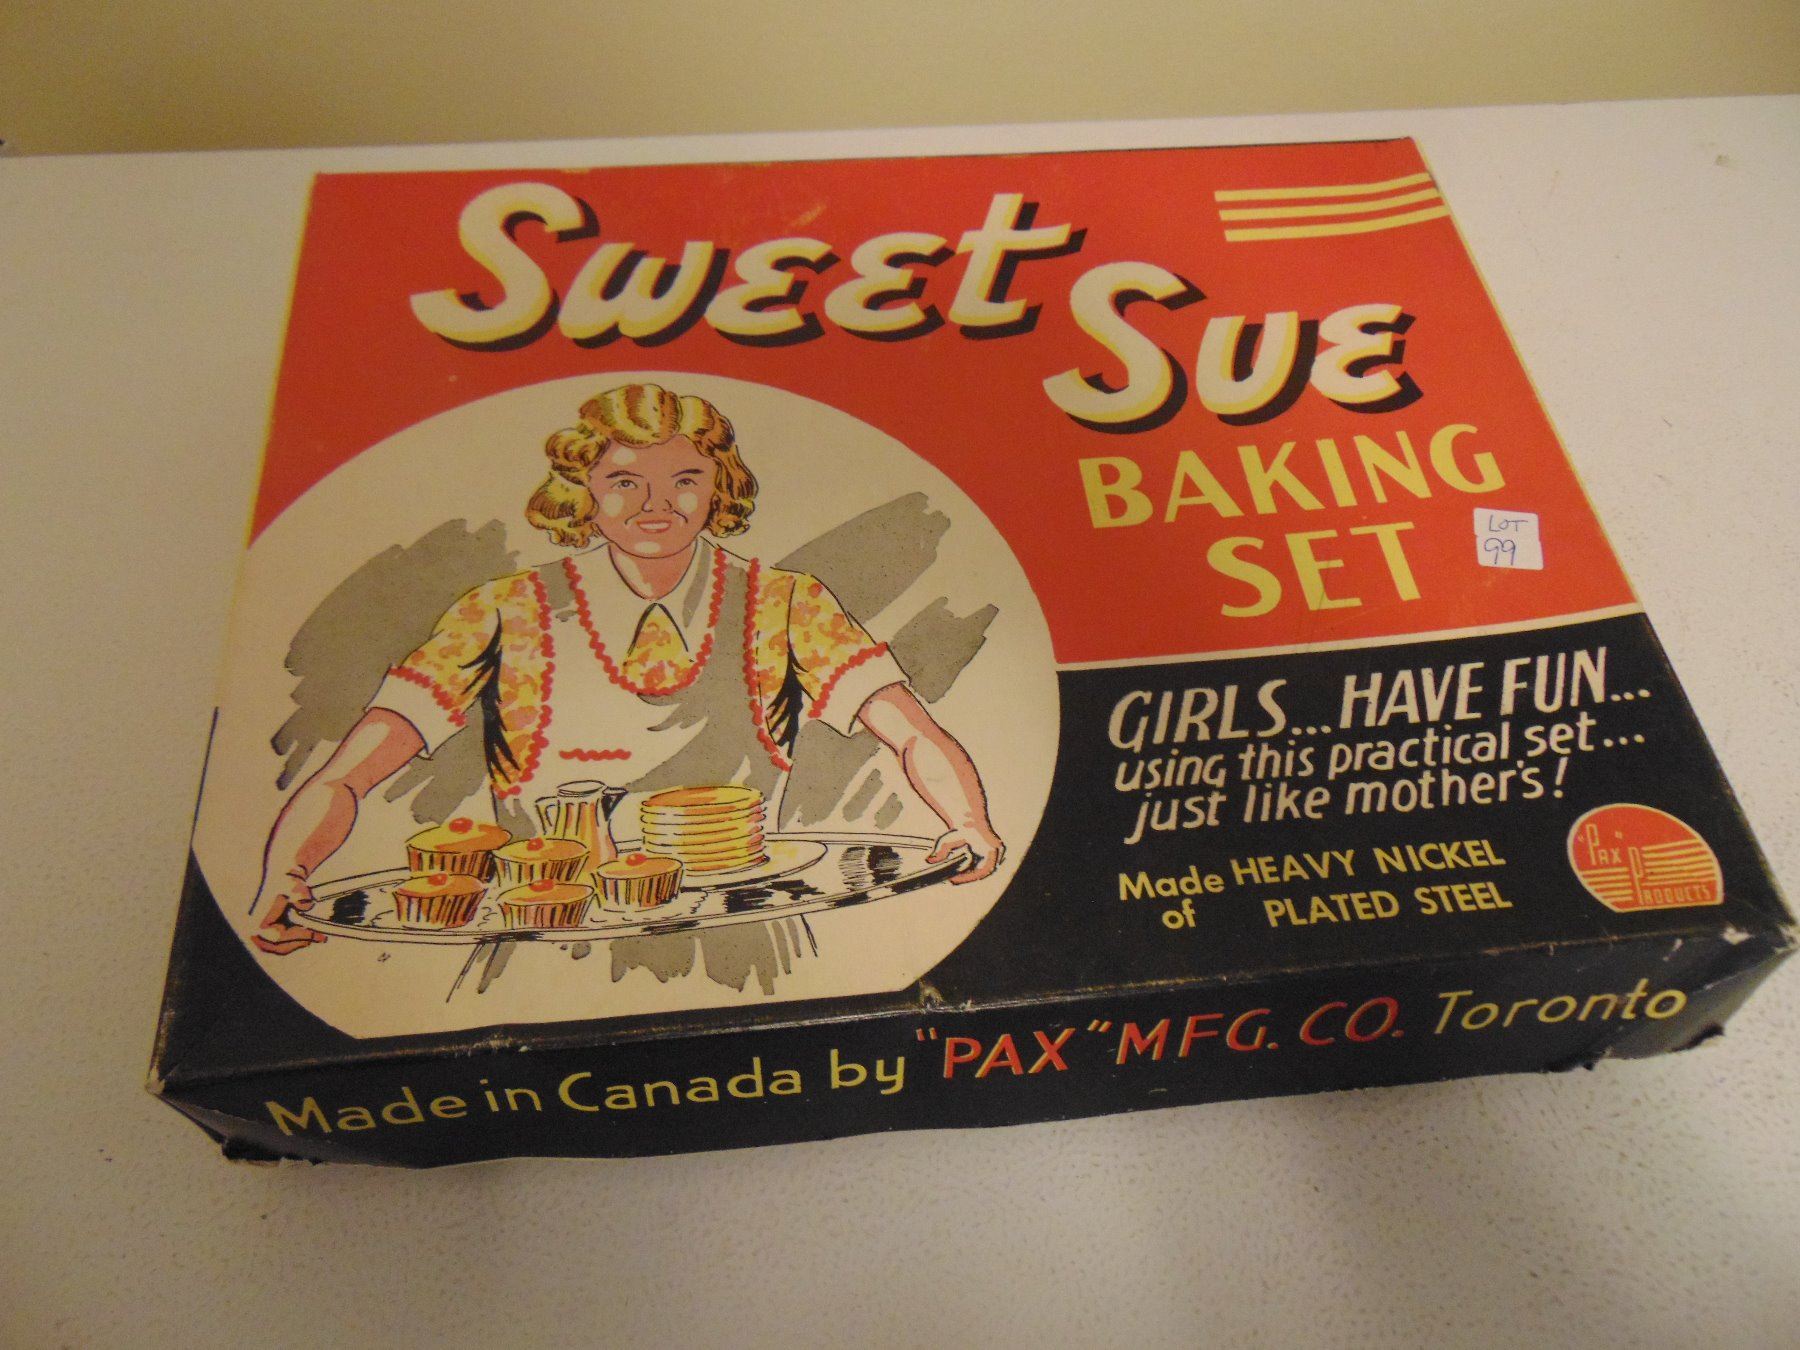 Sweet
Sue
BAKING
SET
LOT
99
GIRLS...HAVE FUN...
using this practical set...
just like mother's!
Made of HEAVY NICKEL
PLATED STEEL
"PAX"
PRODUCTS
Made in Canada by "PAX" MFG. CO. Toronto